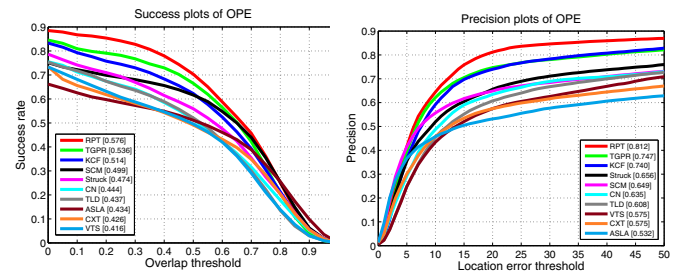 Success plots of OPE
Success rate
0.9
0.8
0.7
0.6
0.5
0.4
0.3
0.2
0.1
0
RPT [0.576]
TGPR [0.536]
KCF [0.514]
SCM [0.499]
Struck [0.474]
CN [0.444]
TLD [0.437]
ASLA [0.434]
CXT [0.426]
VTS [0.416]
0 0.1 0.2 0.3 0.4 0.5 0.6 0.7 0.8 0.9
Overlap threshold
Precision plots of OPE
Precision
0.9
0.8
0.7
0.6
0.5
0.4
0.3
0.2
0.1
0
RPT [0.812]
TGPR [0.747]
KCF [0.740]
Struck [0.656]
SCM [0.649]
CN [0.635]
TLD [0.608]
VTS [0.575]
CXT [0.575]
ASLA [0.532]
0 5 10 15 20 25 30 35 40 45 50
Location error threshold